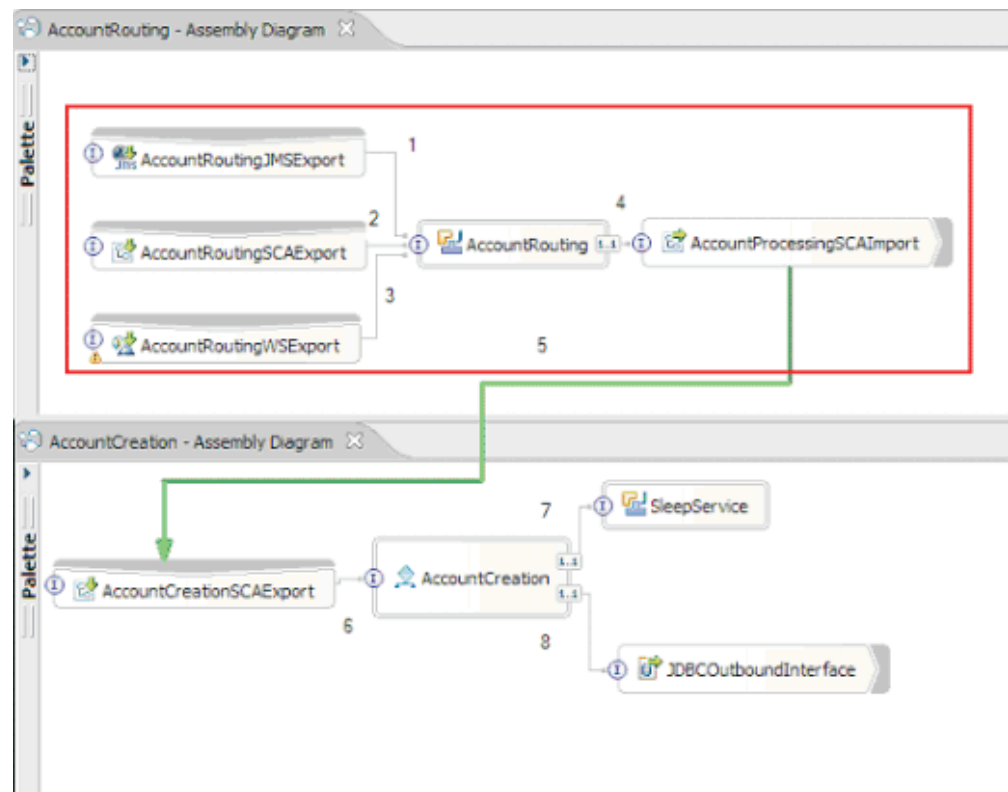 AccountRouting - Assembly Diagram
Palette
1
JMS
AccountRoutingJMSExport
2
4
AccountRoutingSCAExport
AccountRouting
1..1
AccountProcessingSCAImport
3
AccountRoutingWSExport
5
AccountCreation - Assembly Diagram
Palette
7
SleepService
1..1
AccountCreationSCAExport
AccountCreation
1..1
6
8
JDBCOutboundInterface